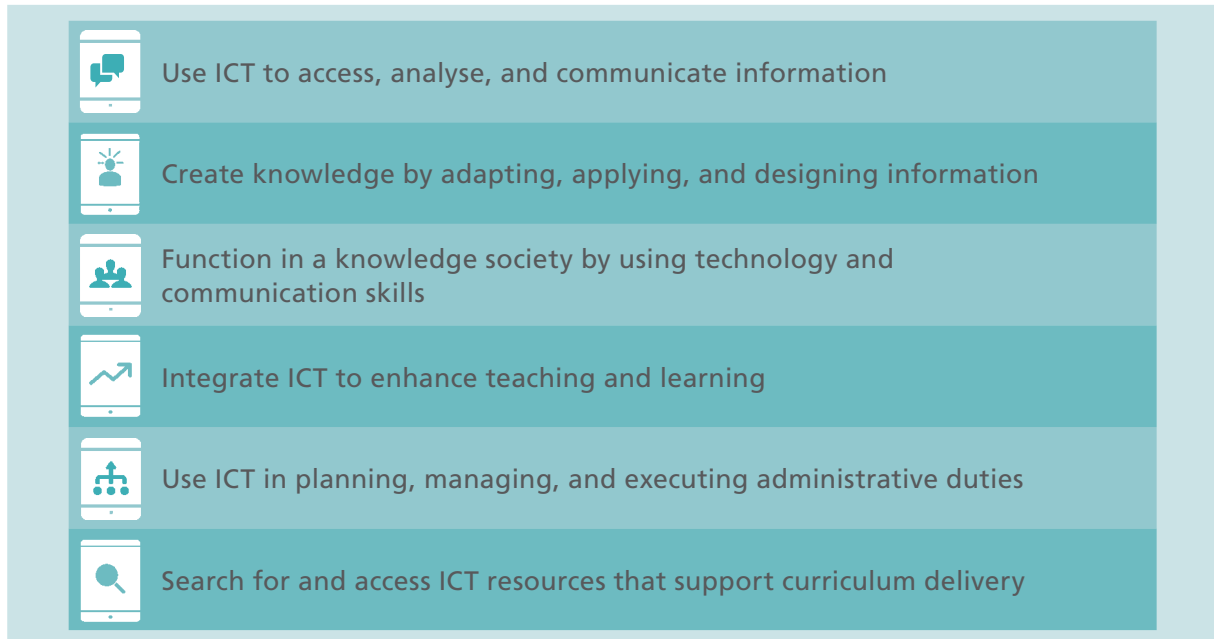 Use ICT to access, analyse, and communicate information
Create knowledge by adapting, applying, and designing information
Function in a knowledge society by using technology and
communication skills
Integrate ICT to enhance teaching and learning
Use ICT in planning, managing, and executing administrative duties
Search for and access ICT resources that support curriculum delivery